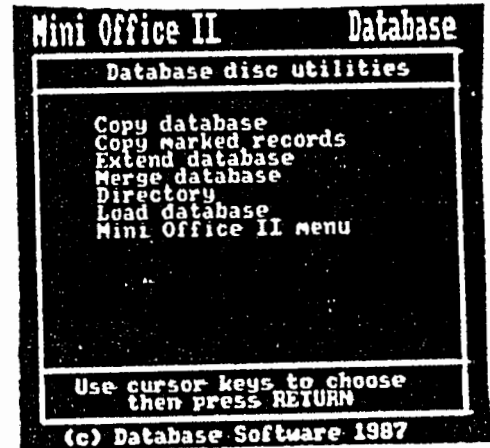 Mini Office II Database
Database disc utilities
Copy database
Copy marked records
Extend database
Merge database
Directory
Load database
Mini Office II menu
Use cursor keys to choose
then press RETURN
(c) Database Software 1987